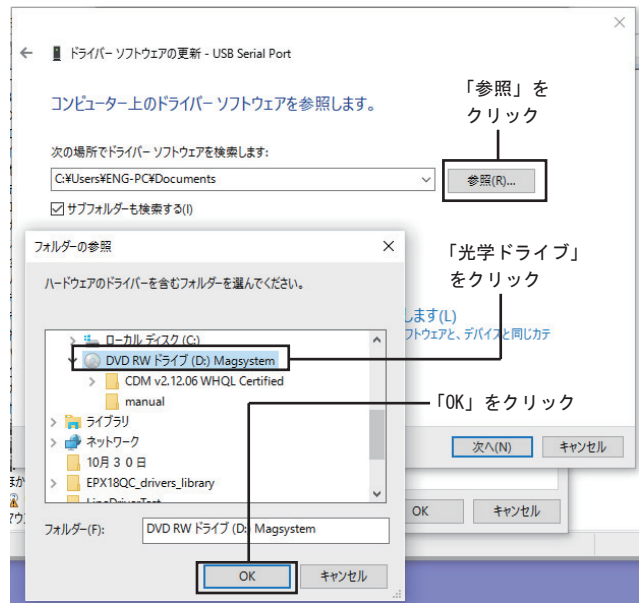 ドライバー ソフトウェアの更新 - USB Serial Port
コンピューター上のドライバー ソフトウェアを参照します。
「参照」を
クリック
次の場所でドライバー ソフトウェアを検索します:
C:¥Users¥ENG-PC¥Documents
参照(R)...
サブフォルダーも検索する(I)
フォルダーの参照
ハードウェアのドライバーを含むフォルダーを選んでください。
「光学ドライブ」
をクリック
します(L)
フトウェアと、デバイスと同じカテ
ローカル ディスク (C:)
DVD RW ドライブ (D:) Magsystem
CDM v2.12.06 WHQL Certified
manual
ライブラリ
ネットワーク
10月３０日
EPX18QC_drivers_library
「OK」をクリック
次へ(N)
キャンセル
フォルダー(F):
DVD RW ドライブ (D:) Magsystem
OK
キャンセル
OK
キャンセル